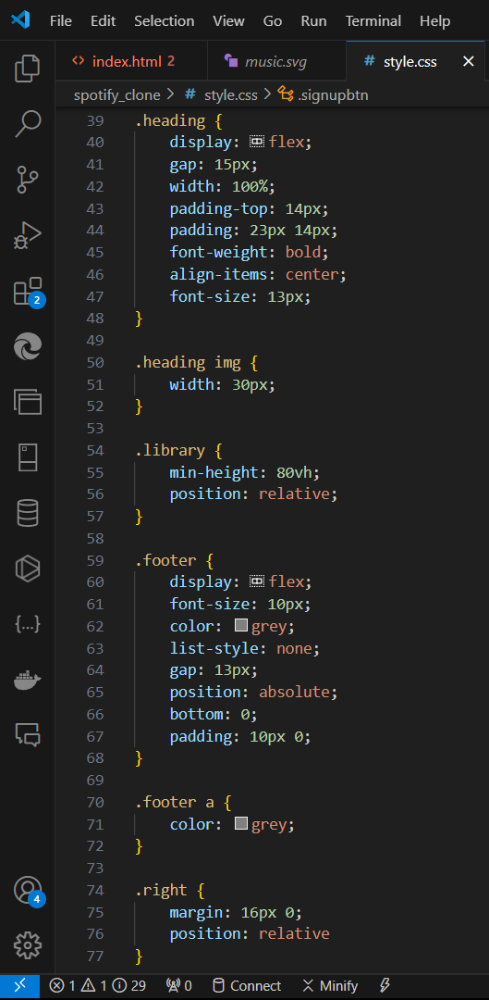 File Edit Selection View Go Run Terminal Help
index.html 2 music.svg # style.css
spotify_clone > # style.css > .signupbtn
39 .heading {
40 display: flex;
41 gap: 15px;
42 width: 100%;
43 padding-top: 14px;
44 padding: 23px 14px;
45 font-weight: bold;
46 align-items: center;
47 font-size: 13px;
48 }
49
50 .heading img {
51 width: 30px;
52 }
53
54 .library {
55 min-height: 80vh;
56 position: relative;
57 }
58
59 .footer {
60 display: flex;
61 font-size: 10px;
62 color: grey;
63 list-style: none;
64 gap: 13px;
65 position: absolute;
66 bottom: 0;
67 padding: 10px 0;
68 }
69
70 .footer a {
71 color: grey;
72 }
73
74 .right {
75 margin: 16px 0;
76 position: relative
77 }
2
{...}
4
1 1 29 0 Connect Minify